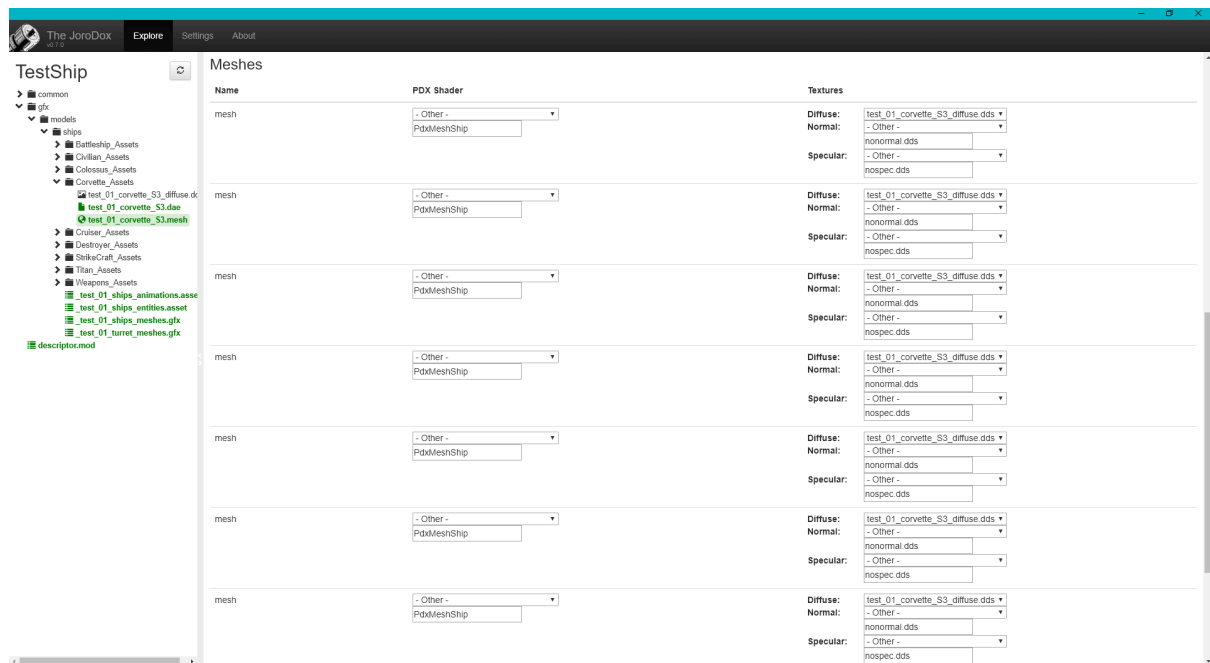 The JoroDox
v0.7.0
Explore
Settings
About
TestShip
common
gfx
models
ships
Battleship_Assets
Civilian_Assets
Colossus_Assets
Corvette_Assets
test_01_corvette_S3_diffuse.dd
test_01_corvette_S3.dae
test_01_corvette_S3.mesh
Cruiser_Assets
Destroyer_Assets
StrikeCraft_Assets
Titan_Assets
Weapons_Assets
_test_01_ships_animations.asse
_test_01_ships_entities.asset
_test_01_ships_meshes.gfx
_test_01_turret_meshes.gfx
descriptor.mod
Meshes
Name PDX Shader Textures
mesh - Other - Diffuse: test_01_corvette_S3_diffuse.dds
PdxMeshShip Normal: - Other -
nonormal.dds
Specular: - Other -
nospec.dds
mesh - Other - Diffuse: test_01_corvette_S3_diffuse.dds
PdxMeshShip Normal: - Other -
nonormal.dds
Specular: - Other -
nospec.dds
mesh - Other - Diffuse: test_01_corvette_S3_diffuse.dds
PdxMeshShip Normal: - Other -
nonormal.dds
Specular: - Other -
nospec.dds
mesh - Other - Diffuse: test_01_corvette_S3_diffuse.dds
PdxMeshShip Normal: - Other -
nonormal.dds
Specular: - Other -
nospec.dds
mesh - Other - Diffuse: test_01_corvette_S3_diffuse.dds
PdxMeshShip Normal: - Other -
nonormal.dds
Specular: - Other -
nospec.dds
mesh - Other - Diffuse: test_01_corvette_S3_diffuse.dds
PdxMeshShip Normal: - Other -
nonormal.dds
Specular: - Other -
nospec.dds
mesh - Other - Diffuse: test_01_corvette_S3_diffuse.dds
PdxMeshShip Normal: - Other -
nonormal.dds
Specular: - Other -
nospec.dds